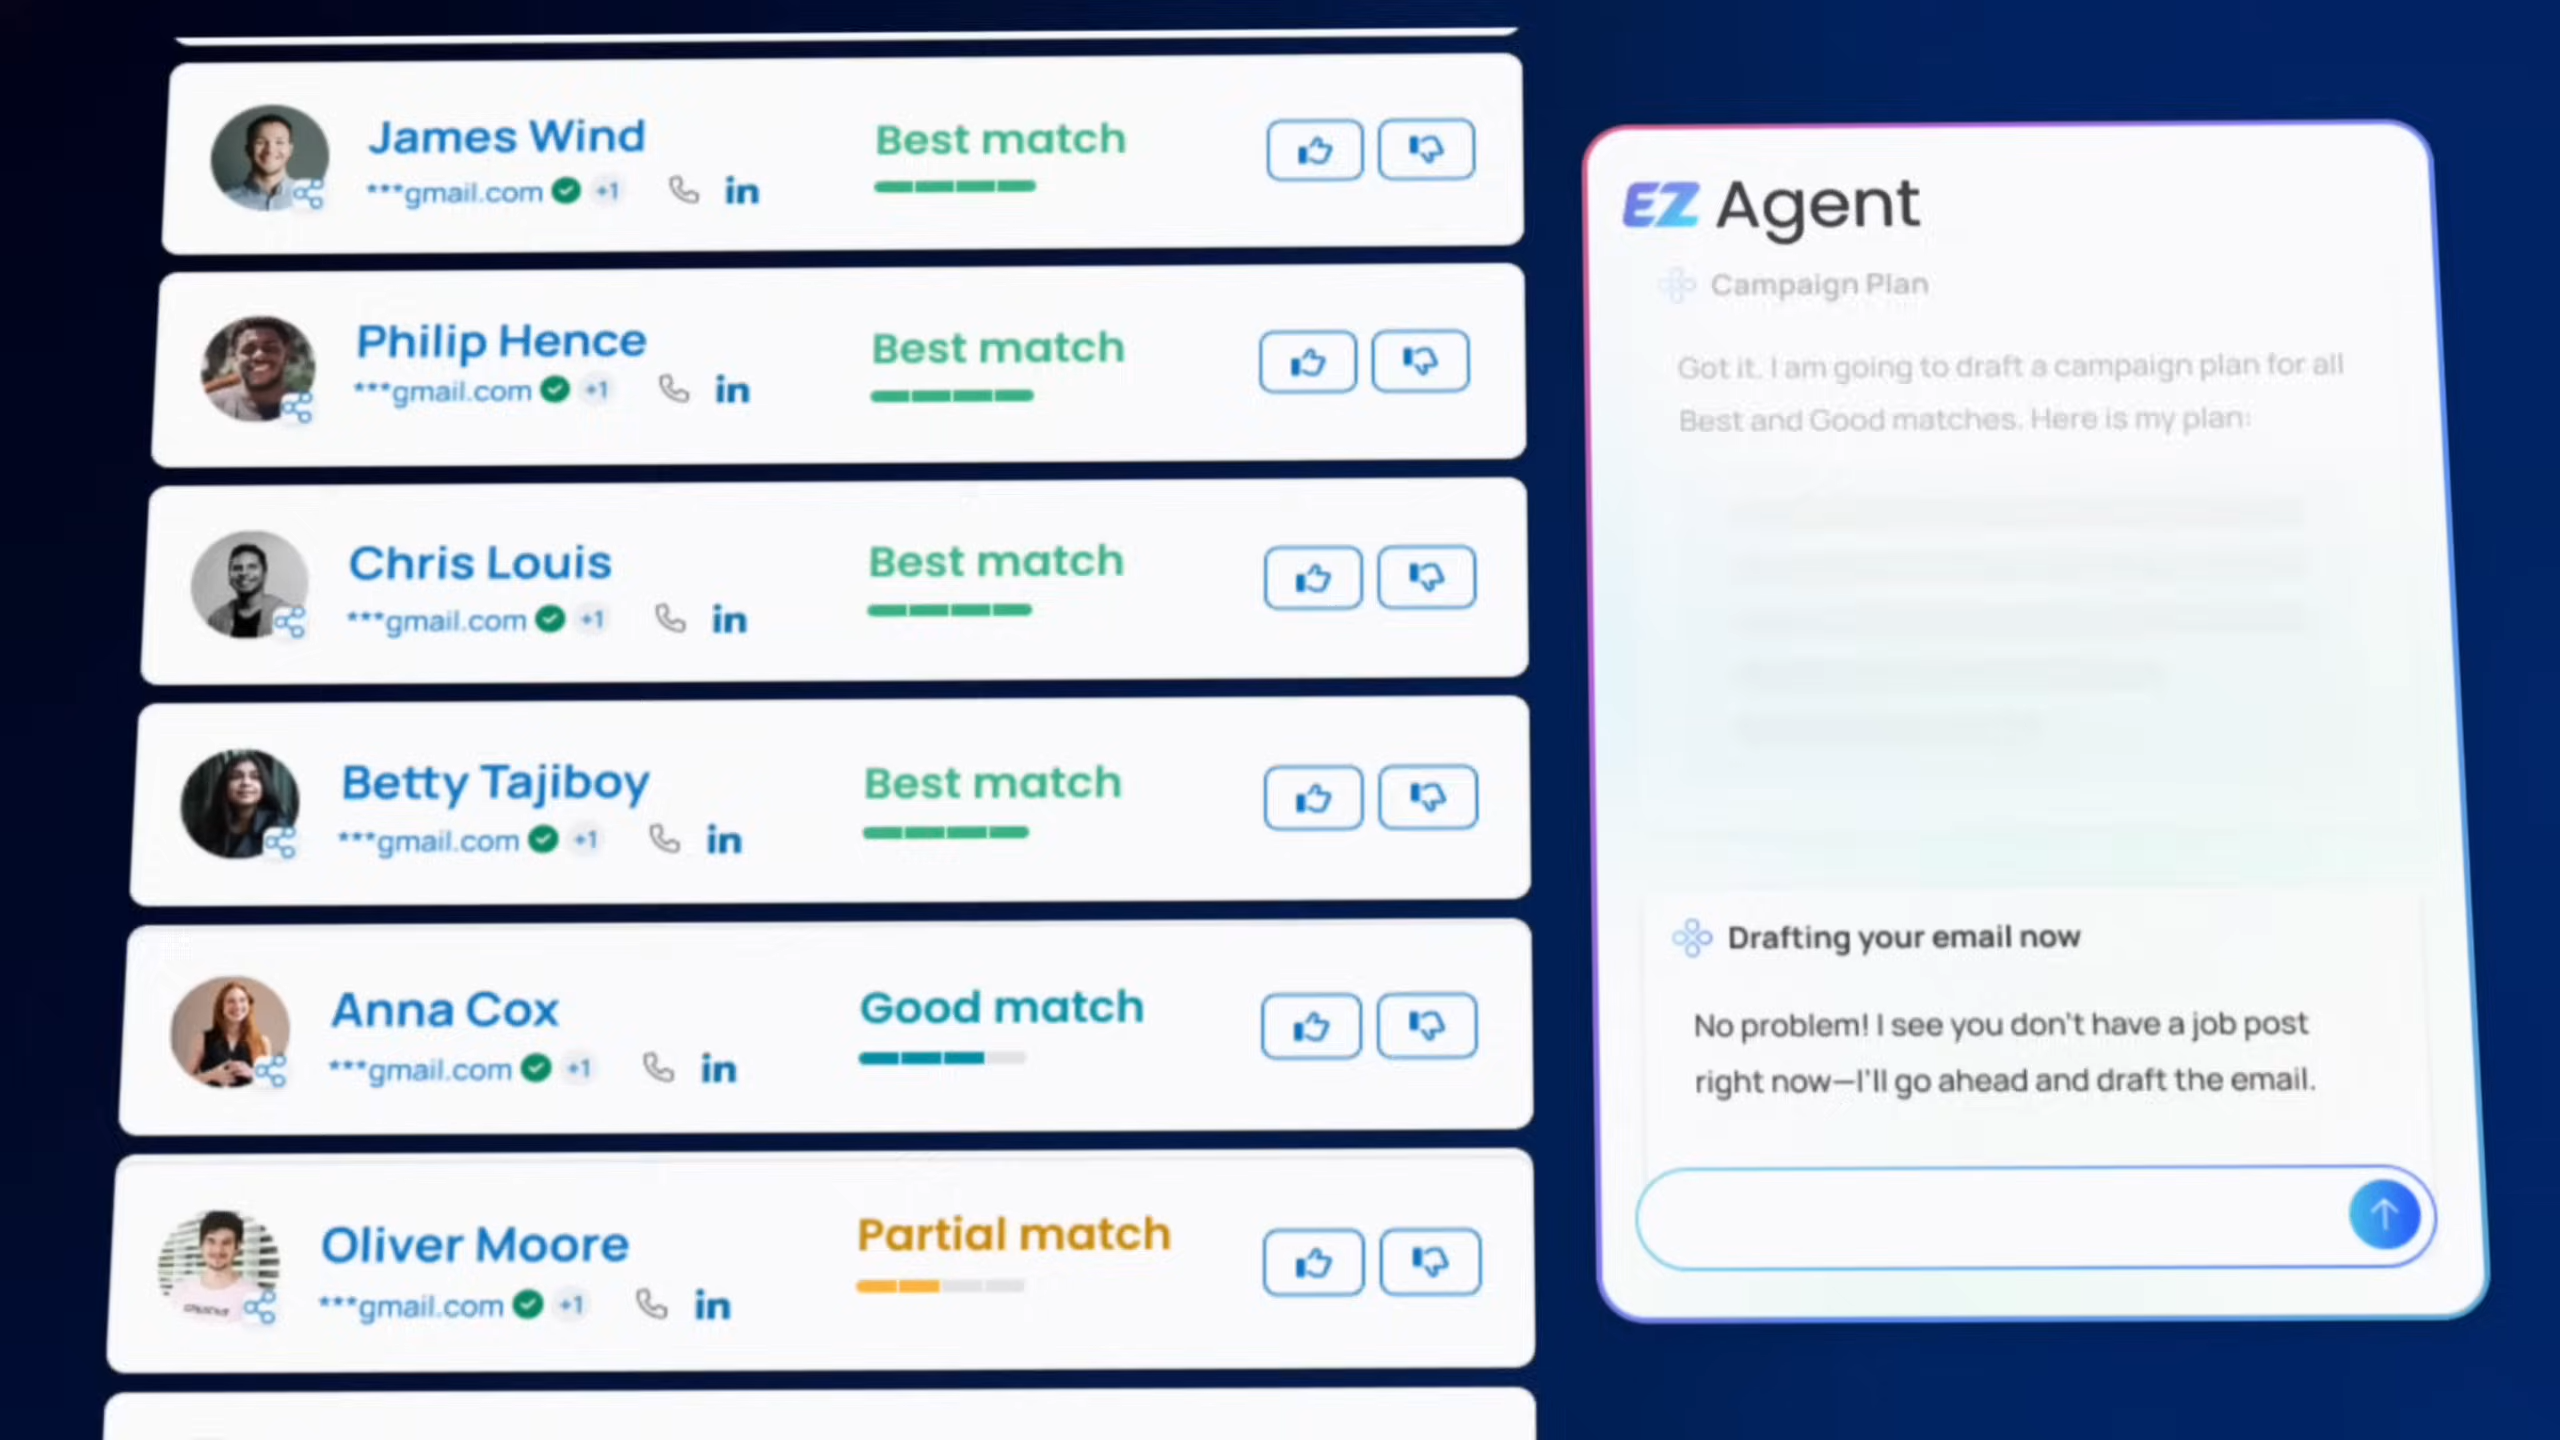 James Wind
***gmail.com +1 in
Best match
Philip Hence
***gmail.com +1 in
Best match
Chris Louis
***gmail.com +1 in
Best match
Betty Tajiboy
***gmail.com +1 in
Best match
Anna Cox
***gmail.com +1 in
Good match
Oliver Moore
***gmail.com +1 in
Partial match
EZ Agent
Campaign Plan
Got it. I am going to draft a campaign plan for all
Best and Good matches. Here is my plan:
Drafting your email now
No problem! I see you don't have a job post
right now—I'll go ahead and draft the email.